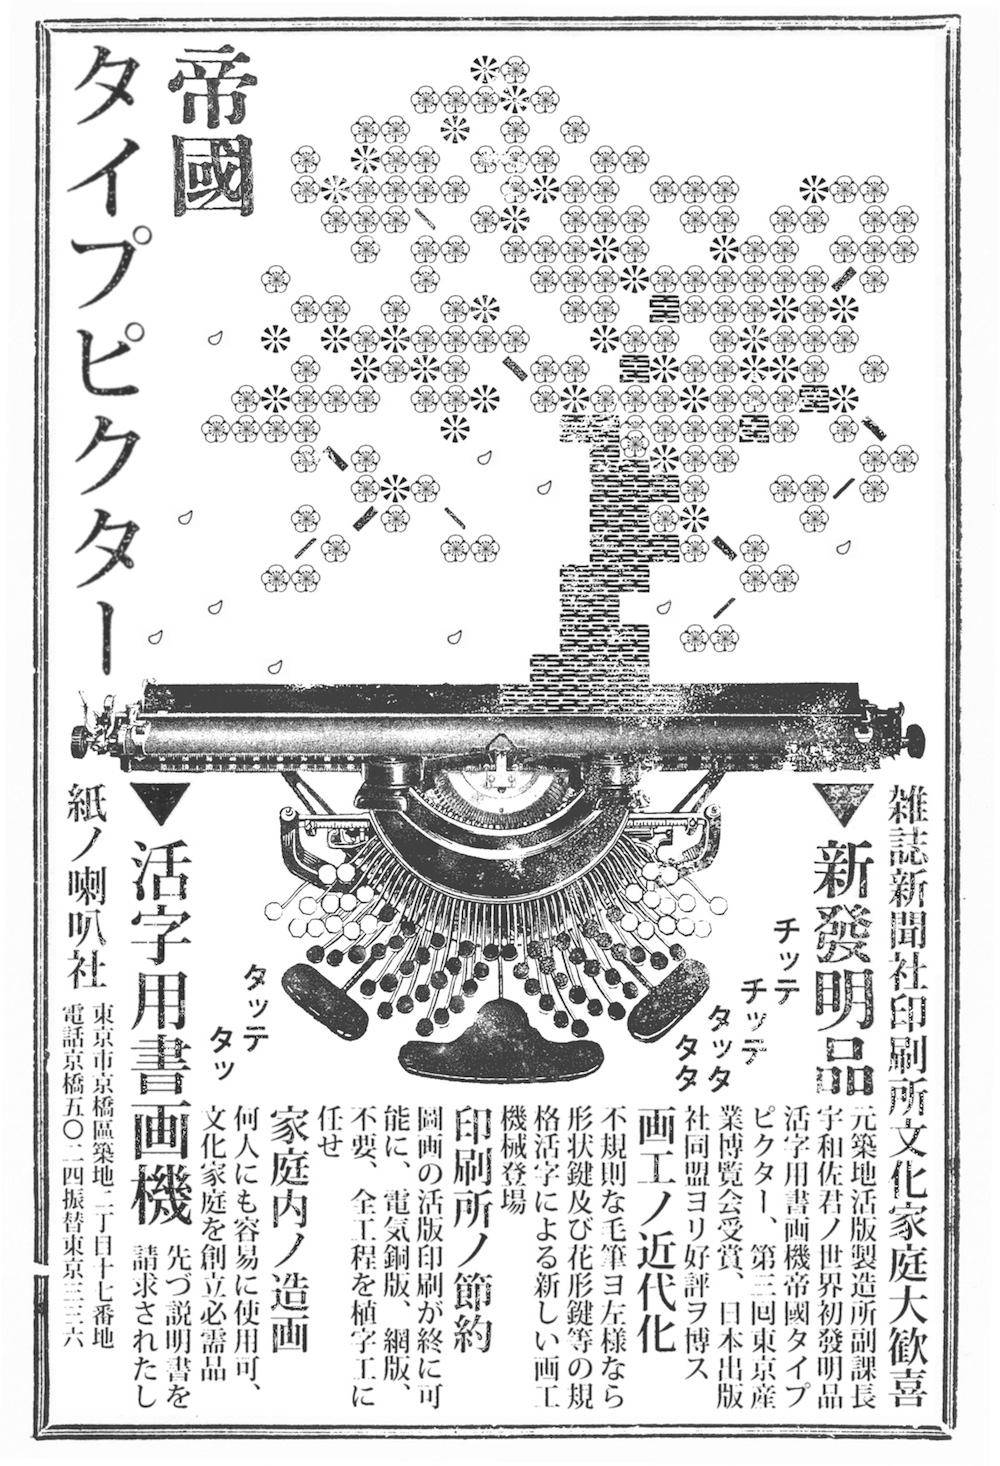 帝國
タイプピクター
雑誌新聞社印刷所文化家庭大歓喜
▼新發明品
元築地活版製造所副課長
宇和佐君ノ世界初發明品
活字用書画機帝國タイプ
ピクター、第三囘東京産
業博覧会受賞、日本出版
社同盟ヨリ好評ヲ博ス
画工ノ近代化
不規則な毛筆ヨ左様なら
形状鍵及び花形鍵等の規
格活字による新しい画工
機械登場
印刷所ノ節約
圖画の活版印刷が終に可
能に、電気銅版、網版、
不要、全工程を植字工に
任せ
家庭内ノ造画
何人にも容易に使用可、
文化家庭を創立必需品
チッテ
チッテ
タッタ
タタ
タッテ
タッ
▼活字用書画機
先づ説明書を
請求されたし
紙ノ喇叭社
東京市京橋區築地二丁目十七番地
電話京橋五〇二四振替東京三三六